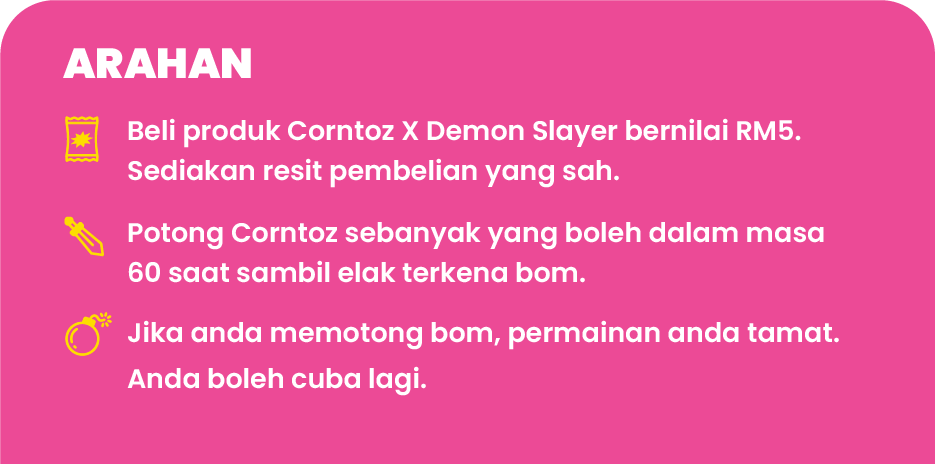 ARAHAN
Beli produk Corntoz X Demon Slayer bernilai RM5.
Sediakan resit pembelian yang sah.
Potong Corntoz sebanyak yang boleh dalam masa
60 saat sambil elak terkena bom.
Jika anda memotong bom, permainan anda tamat.
Anda boleh cuba lagi.